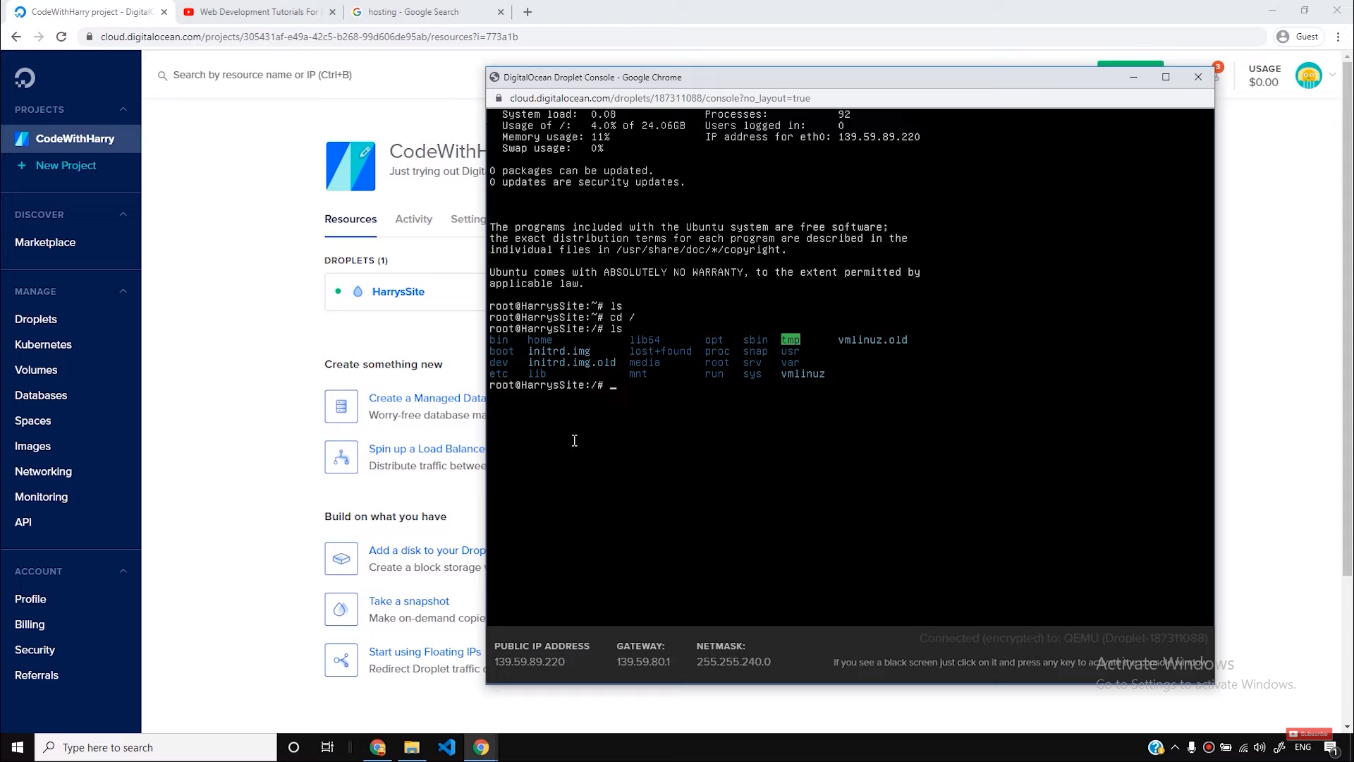 CodeWithHarry project - DigitalOc
Web Development Tutorials For
hosting - Google Search
cloud.digitalocean.com/projects/305431af-e49a-42c5-b268-99d606de95ab/resources?i=773a1b
Guest
PROJECTS
CodeWithHarry
+ New Project
DISCOVER
Marketplace
MANAGE
Droplets
Kubernetes
Volumes
Databases
Spaces
Images
Networking
Monitoring
API
ACCOUNT
Profile
Billing
Security
Referrals
Search by resource name or IP (Ctrl+B)
3
USAGE
$0.00
CodeWithH
Just trying out Digi
Resources Activity Setting
DROPLETS (1)
HarrysSite
Create something new
Create a Managed Data
Worry-free database ma
Spin up a Load Balance
Distribute traffic betwee
Build on what you have
Add a disk to your Drop
Create a block storage v
Take a snapshot
Make on-demand copie
Start using Floating IPs
Redirect Droplet traffic t
DigitalOcean Droplet Console - Google Chrome
cloud.digitalocean.com/droplets/187311088/console?no_layout=true
System load: 0.08 Processes: 92
Usage of /: 4.0% of 24.06GB Users logged in: 0
Memory usage: 11% IP address for eth0: 139.59.89.220
Swap usage: 0%
0 packages can be updated.
0 updates are security updates.
The programs included with the Ubuntu system are free software;
the exact distribution terms for each program are described in the
individual files in /usr/share/doc/*/copyright.
Ubuntu comes with ABSOLUTELY NO WARRANTY, to the extent permitted by
applicable law.
root@HarrysSite:~# ls
root@HarrysSite:~# cd /
root@HarrysSite:/# ls
bin home lib64 opt sbin tmp vmlinuz.old
boot initrd.img lost+found proc snap usr
dev initrd.img.old media root srv var
etc lib mnt run sys vmlinuz
root@HarrysSite:/# _
PUBLIC IP ADDRESS GATEWAY: NETMASK:
139.59.89.220 139.59.80.1 255.255.240.0
Connected (encrypted) to: QEMU (Droplet-187311088)
If you see a black screen just click on it and press any key to
Activate Windows
Go to Settings to activate Windows.
Subscribe
Type here to search
ENG
1